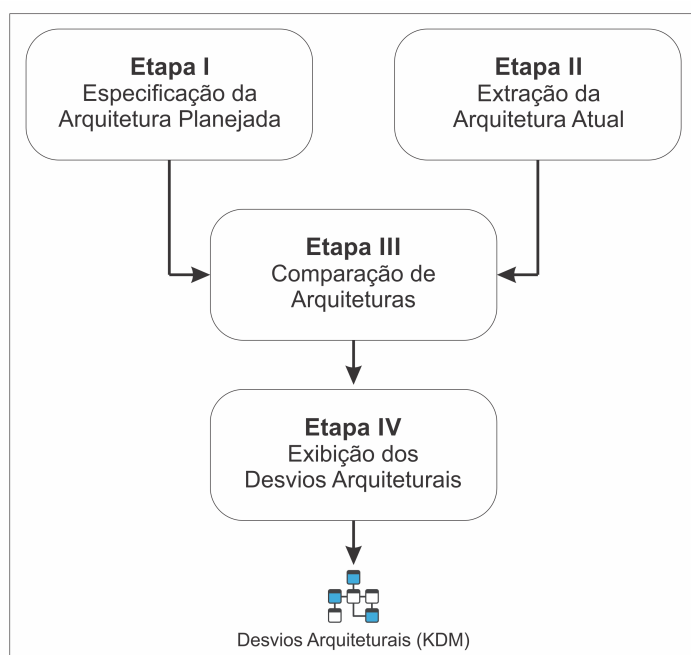 Etapa I
Especificação da
Arquitetura Planejada
Etapa II
Extração da
Arquitetura Atual
Etapa III
Comparação de
Arquiteturas
Etapa IV
Exibição dos
Desvios Arquiteturais
Desvios Arquiteturais (KDM)